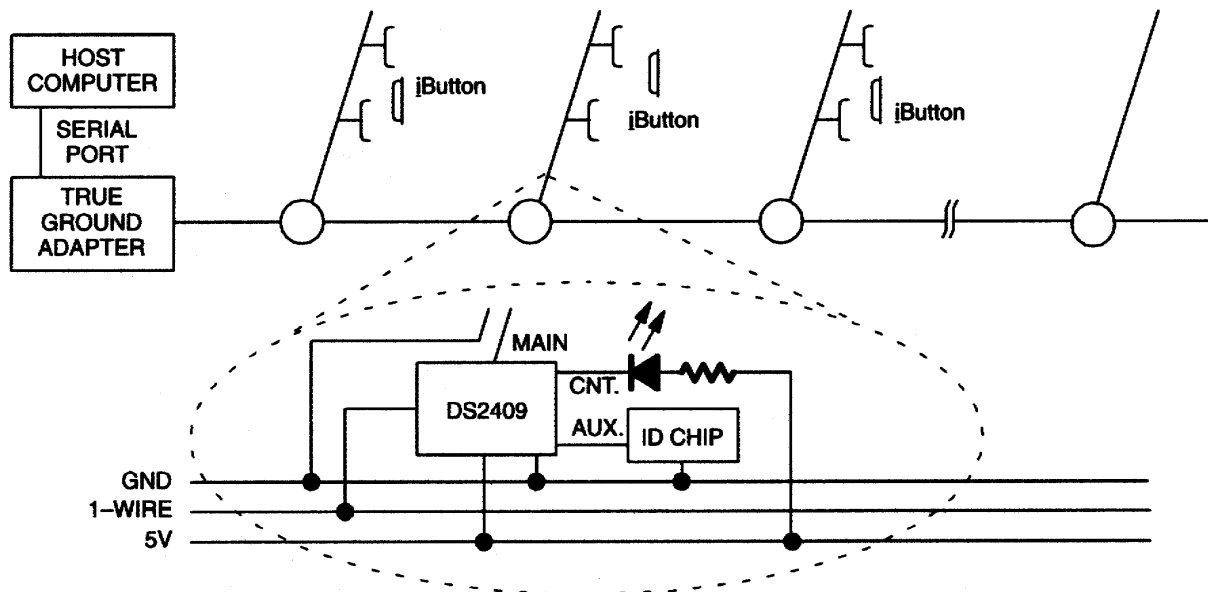 HOST
COMPUTER
SERIAL
PORT
TRUE
GROUND
ADAPTER
iButton
iButton
iButton
MAIN
CNT.
DS2409
AUX.
ID CHIP
GND
1–WIRE
5V